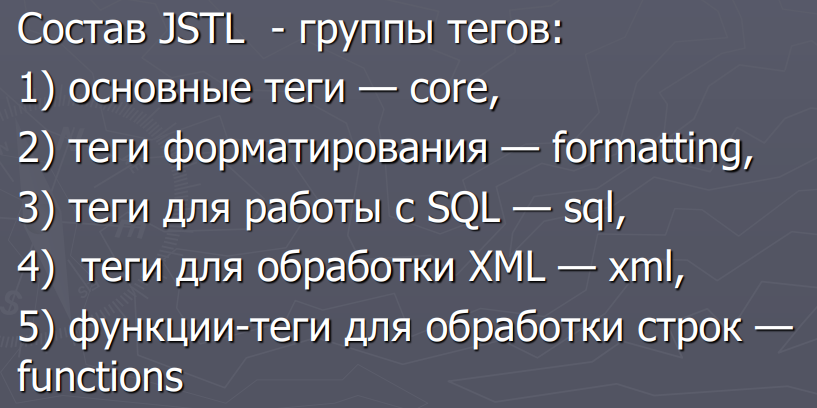 Состав JSTL - группы тегов:
1) основные теги — core,
2) теги форматирования — formatting,
3) теги для работы с SQL — sql,
4) теги для обработки XML — xml,
5) функции-теги для обработки строк —
functions